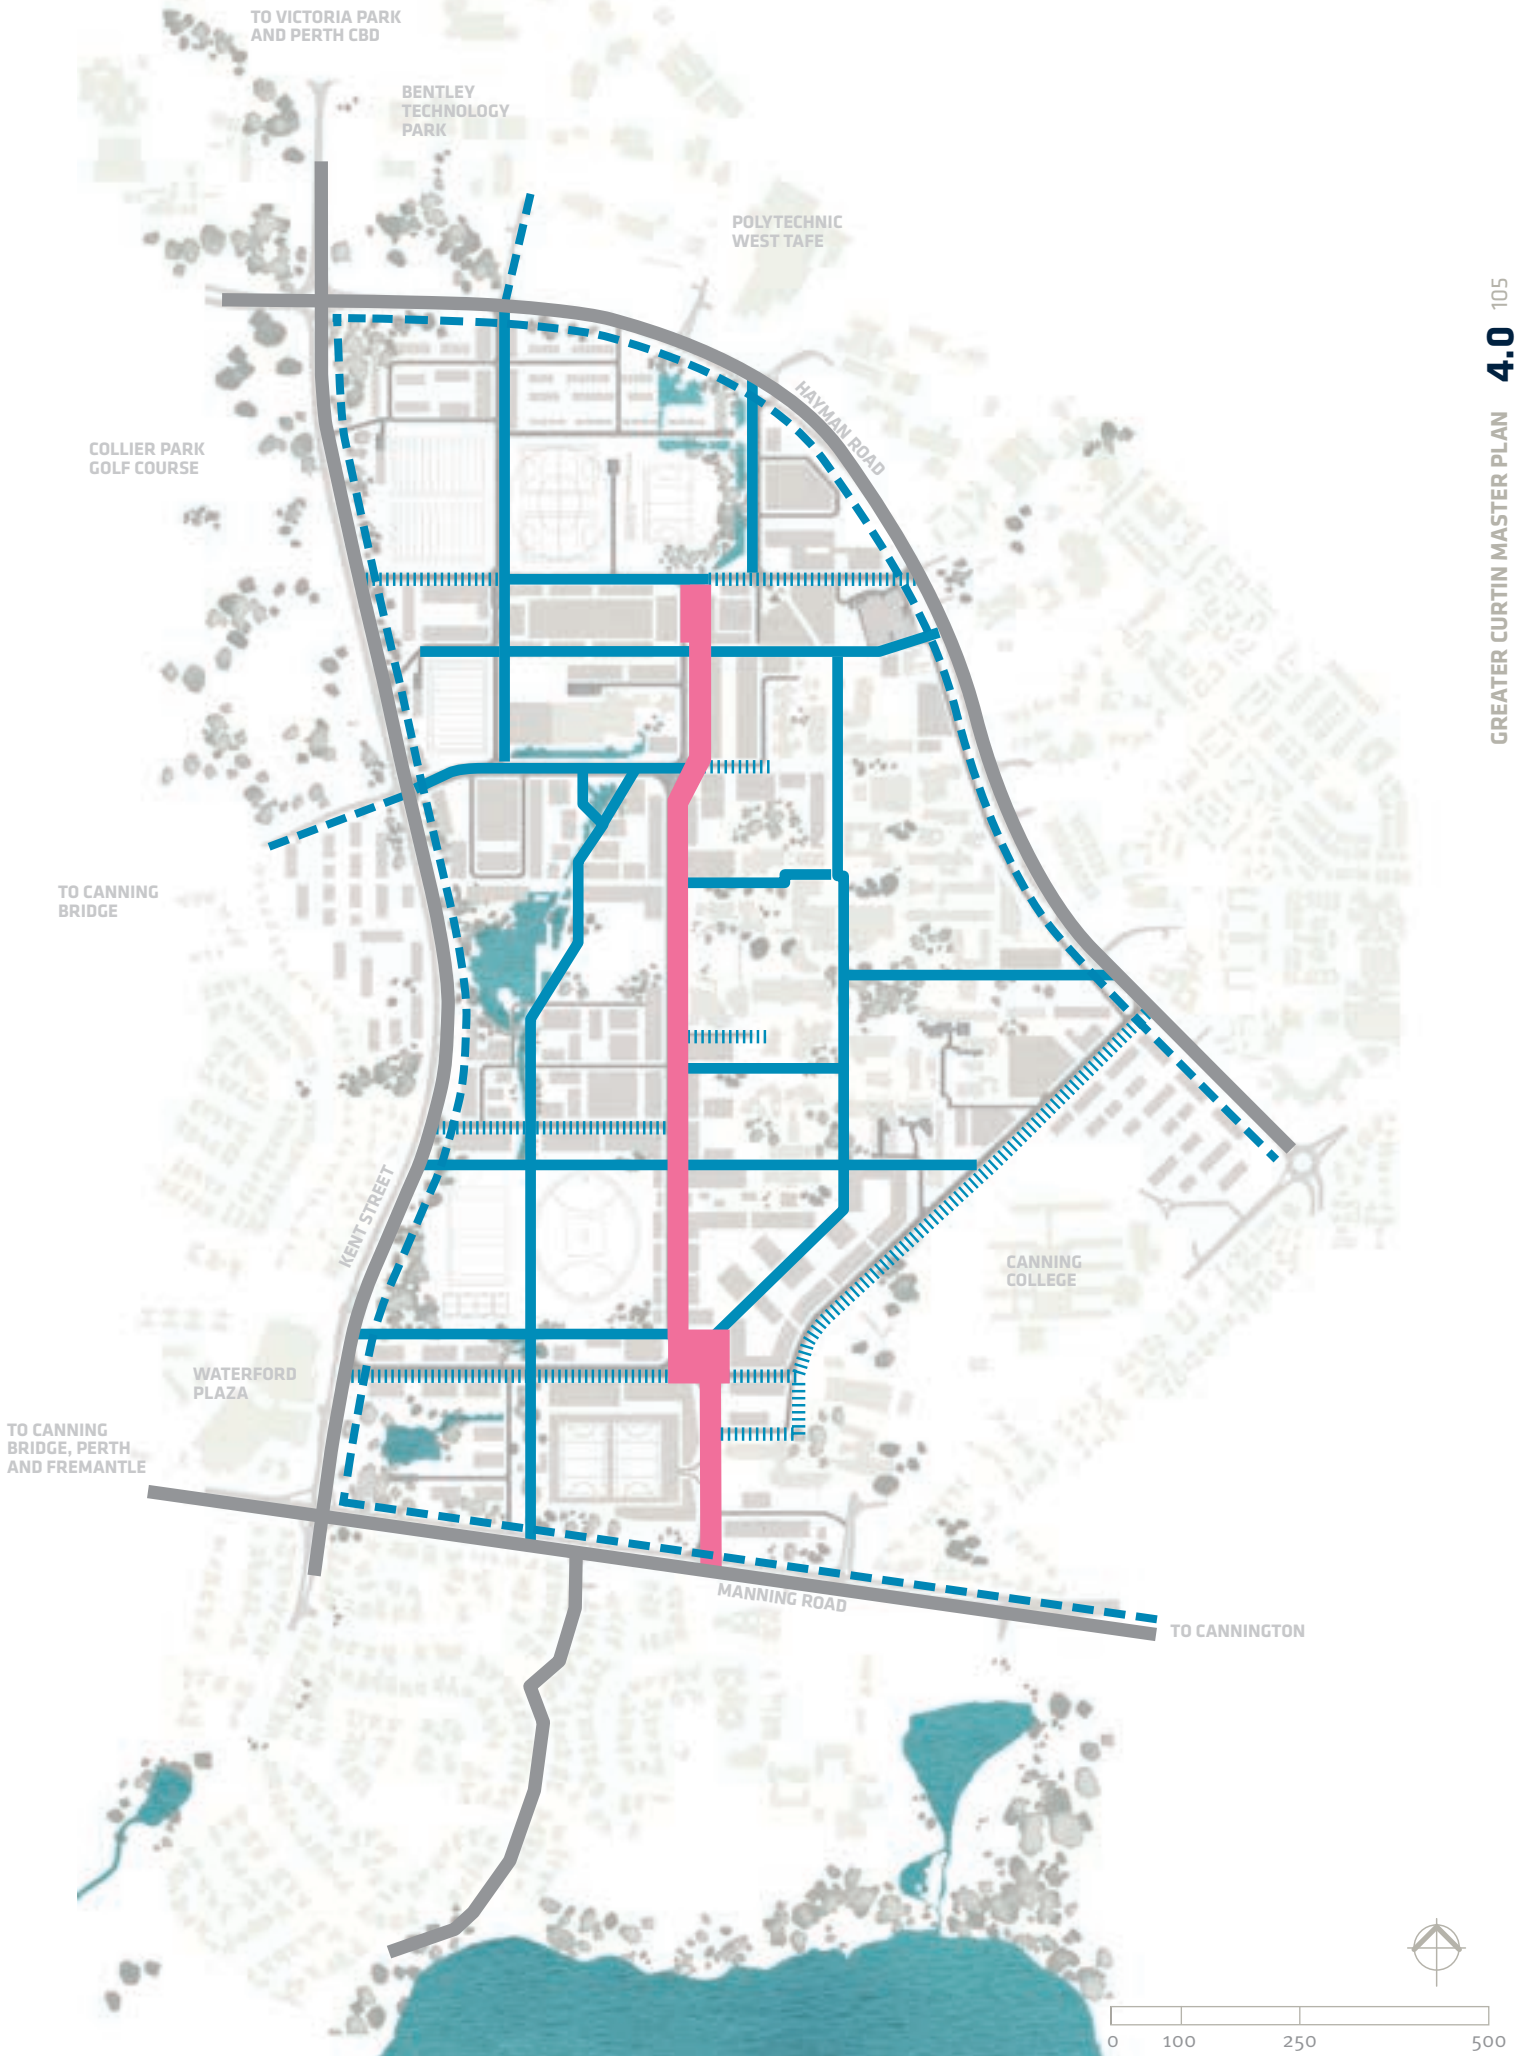 TO VICTORIA PARK
AND PERTH CBD
BENTLEY
TECHNOLOGY
PARK
POLYTECHNIC
WEST TAFE
HAYMAN ROAD
COLLIER PARK
GOLF COURSE
TO CANNING
BRIDGE
KENT STREET
CANNING
COLLEGE
WATERFORD
PLAZA
TO CANNING
BRIDGE, PERTH
AND FREMANTLE
MANNING ROAD
TO CANNINGTON
GREATER CURTIN MASTER PLAN 4.0 105
0 100 250 500